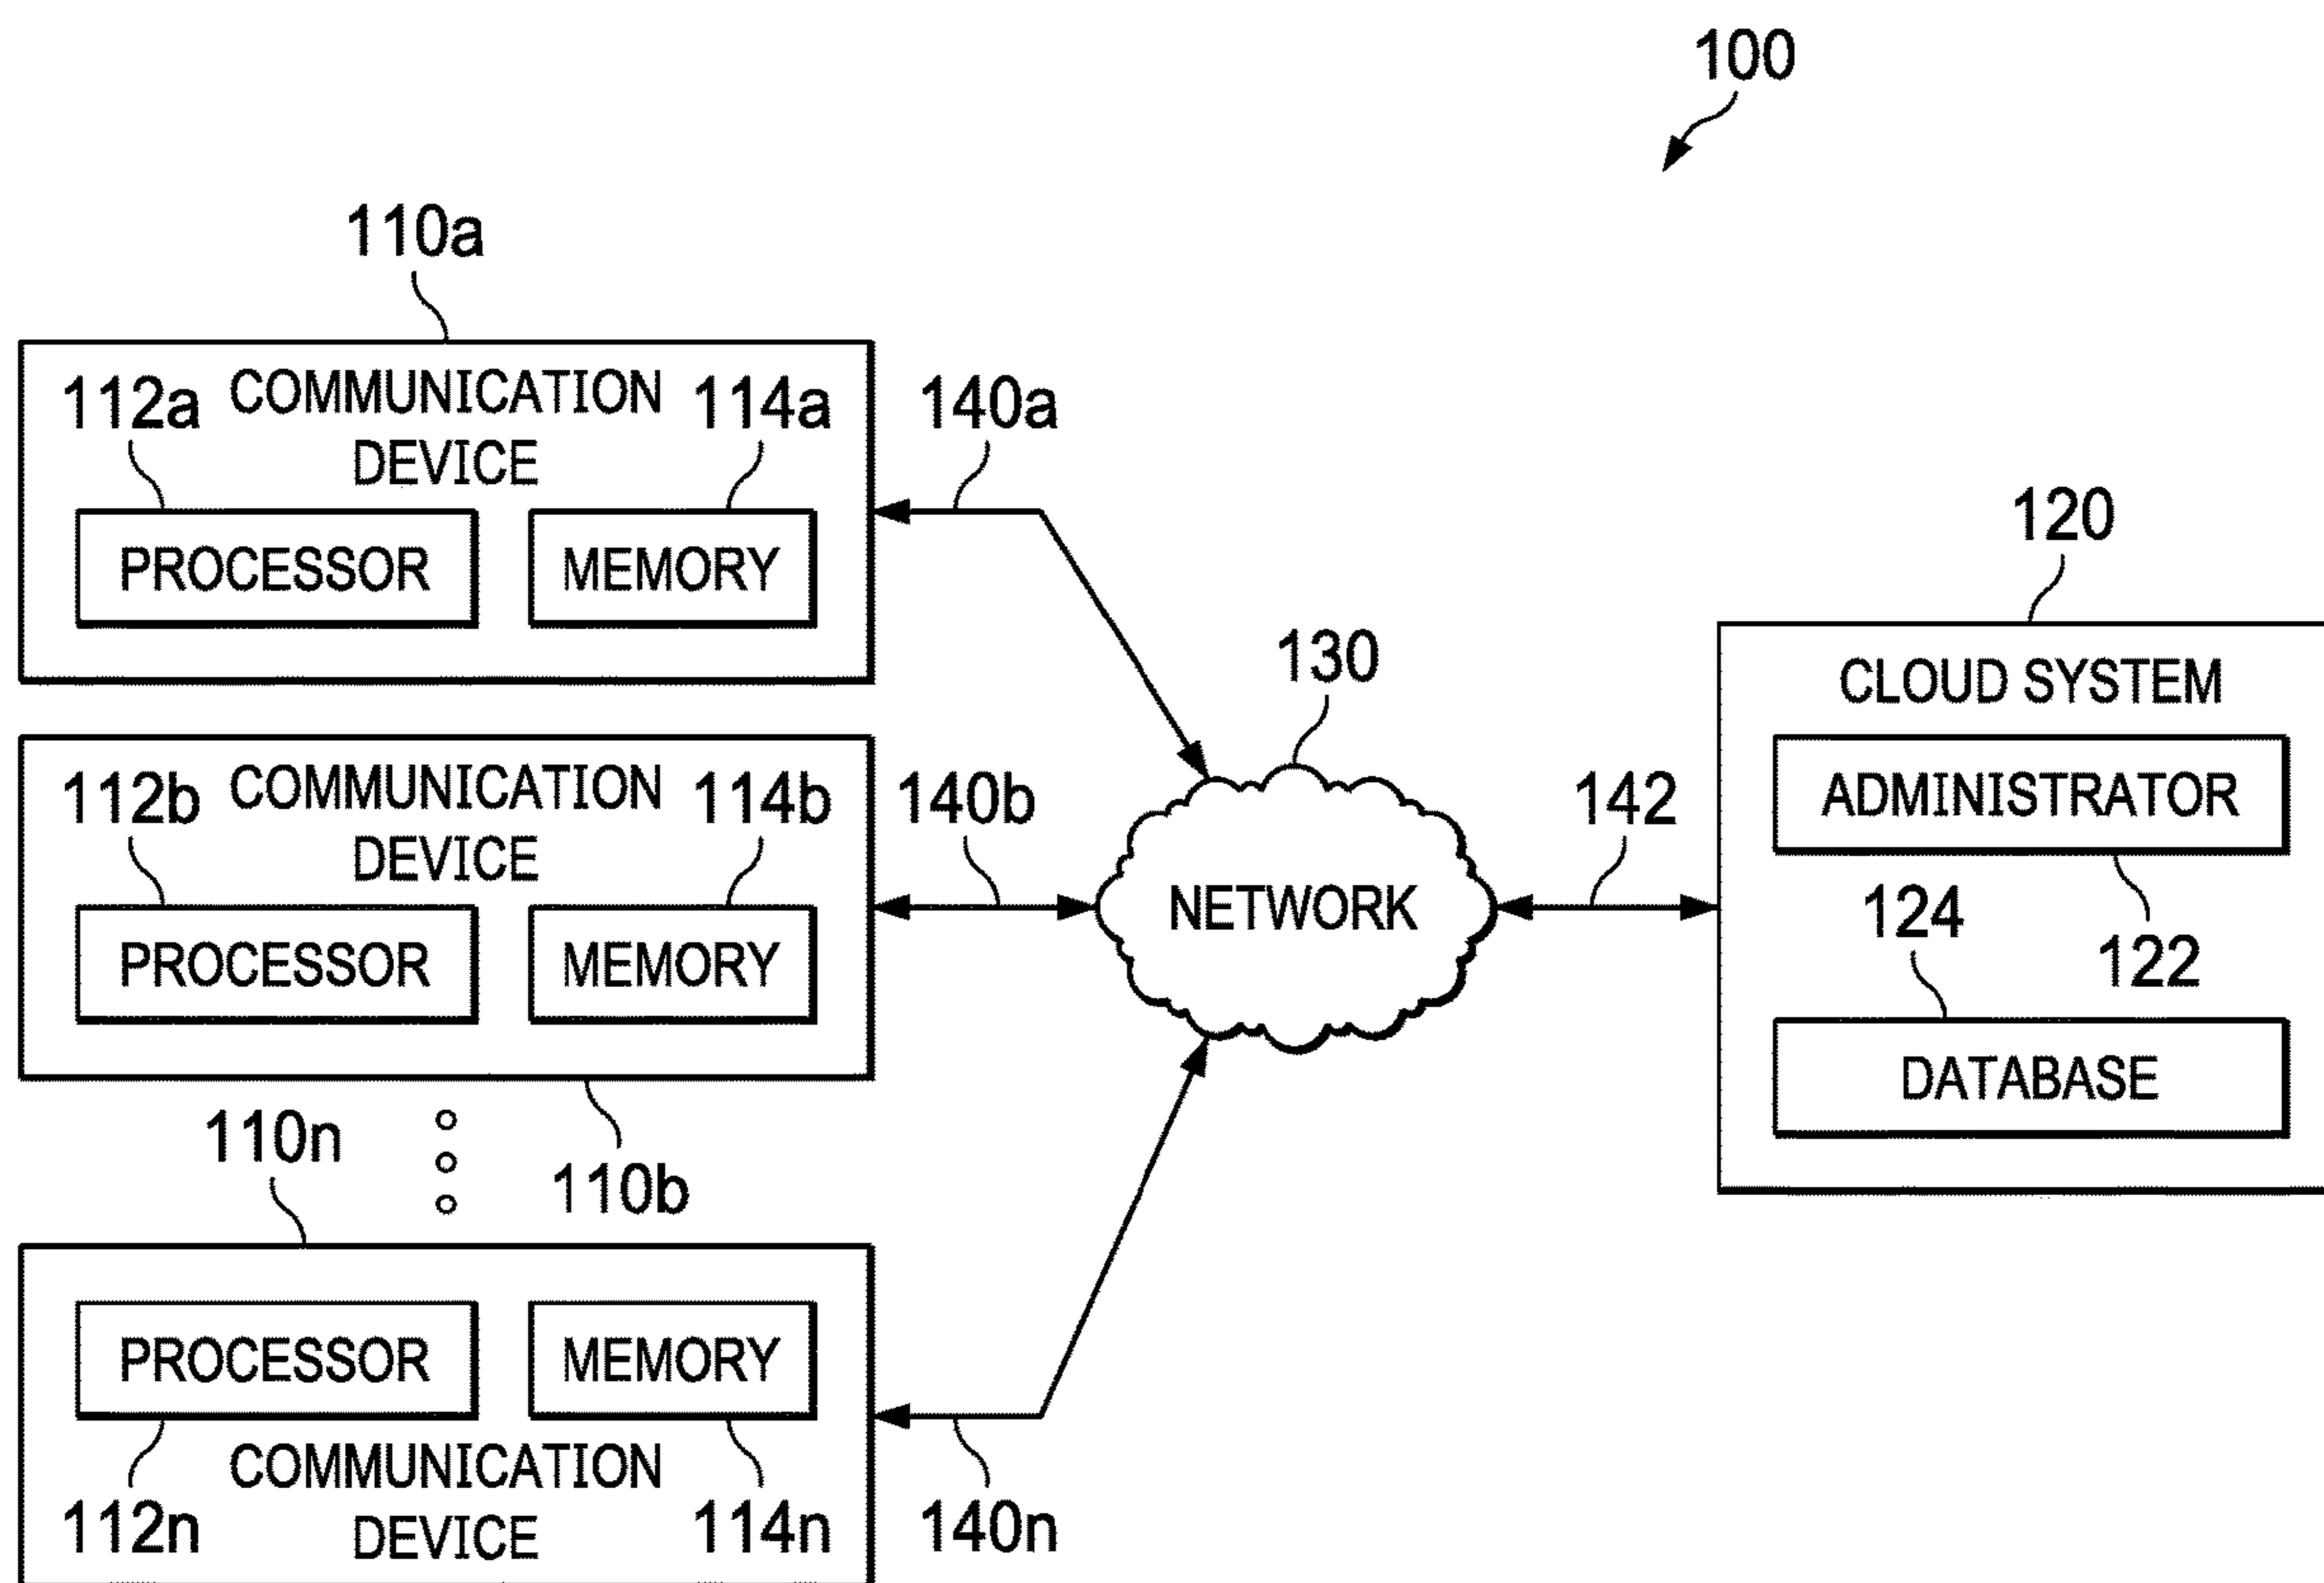 100
110a
112a
COMMUNICATION
DEVICE
114a
PROCESSOR
MEMORY
140a
112b
COMMUNICATION
DEVICE
114b
PROCESSOR
MEMORY
140b
110b
110n
PROCESSOR
MEMORY
112n
COMMUNICATION
DEVICE
114n
140n
130
NETWORK
142
120
CLOUD SYSTEM
ADMINISTRATOR
122
124
DATABASE